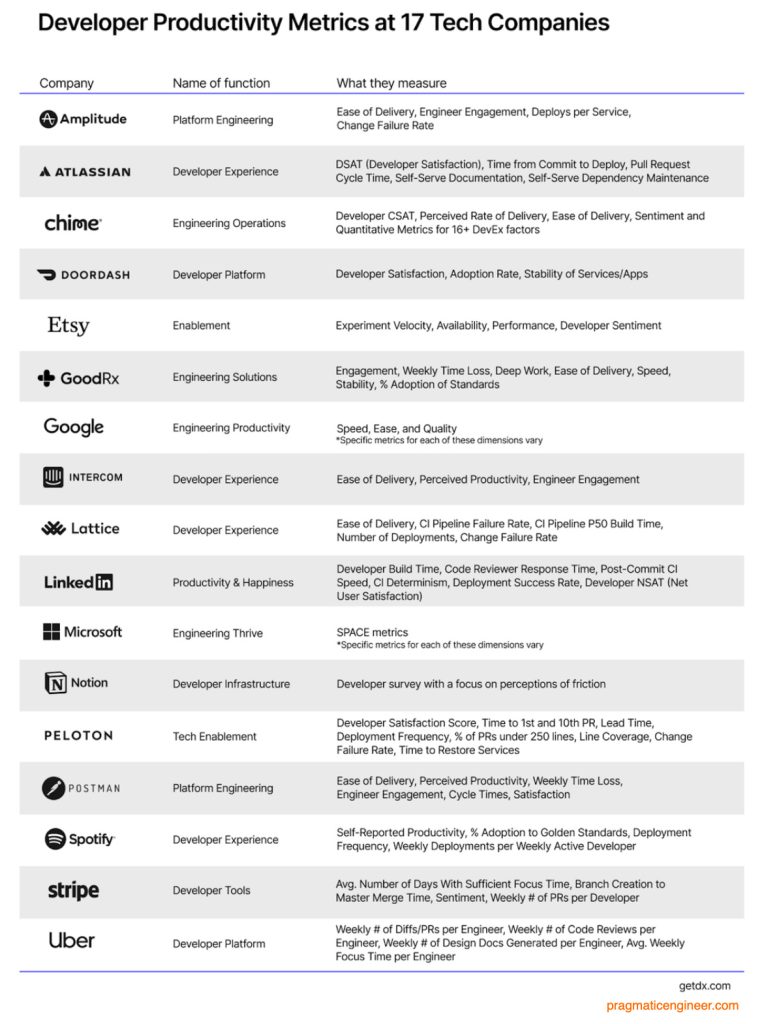 Developer Productivity Metrics at 17 Tech Companies
Company Name of function What they measure
Amplitude Platform Engineering Ease of Delivery, Engineer Engagement, Deploys per Service,
Change Failure Rate
ATLASSIAN Developer Experience DSAT (Developer Satisfaction), Time from Commit to Deploy, Pull Request
Cycle Time, Self-Serve Documentation, Self-Serve Dependency Maintenance
chime Engineering Operations Developer CSAT, Perceived Rate of Delivery, Ease of Delivery, Sentiment and
Quantitative Metrics for 16+ DevEx factors
DOORDASH Developer Platform Developer Satisfaction, Adoption Rate, Stability of Services/Apps
Etsy Enablement Experiment Velocity, Availability, Performance, Developer Sentiment
GoodRx Engineering Solutions Engagement, Weekly Time Loss, Deep Work, Ease of Delivery, Speed,
Stability, % Adoption of Standards
Google Engineering Productivity Speed, Ease, and Quality
*Specific metrics for each of these dimensions vary
INTERCOM Developer Experience Ease of Delivery, Perceived Productivity, Engineer Engagement
Lattice Developer Experience Ease of Delivery, CI Pipeline Failure Rate, CI Pipeline P50 Build Time,
Number of Deployments, Change Failure Rate
LinkedIn Productivity & Happiness Developer Build Time, Code Reviewer Response Time, Post-Commit CI
Speed, CI Determinism, Deployment Success Rate, Developer NSAT (Net
User Satisfaction)
Microsoft Engineering Thrive SPACE metrics
*Specific metrics for each of these dimensions vary
Notion Developer Infrastructure Developer survey with a focus on perceptions of friction
PELOTON Tech Enablement Developer Satisfaction Score, Time to 1st and 10th PR, Lead Time,
Deployment Frequency, % of PRs under 250 lines, Line Coverage, Change
Failure Rate, Time to Restore Services
POSTMAN Platform Engineering Ease of Delivery, Perceived Productivity, Weekly Time Loss,
Engineer Engagement, Cycle Times, Satisfaction
Spotify Developer Experience Self-Reported Productivity, % Adoption to Golden Standards, Deployment
Frequency, Weekly Deployments per Weekly Active Developer
stripe Developer Tools Avg. Number of Days With Sufficient Focus Time, Branch Creation to
Master Merge Time, Sentiment, Weekly # of PRs per Developer
Uber Developer Platform Weekly # of Diffs/PRs per Engineer, Weekly # of Code Reviews per
Engineer, Weekly # of Design Docs Generated per Engineer, Avg. Weekly
Focus Time per Engineer
getdx.com
pragmaticengineer.com